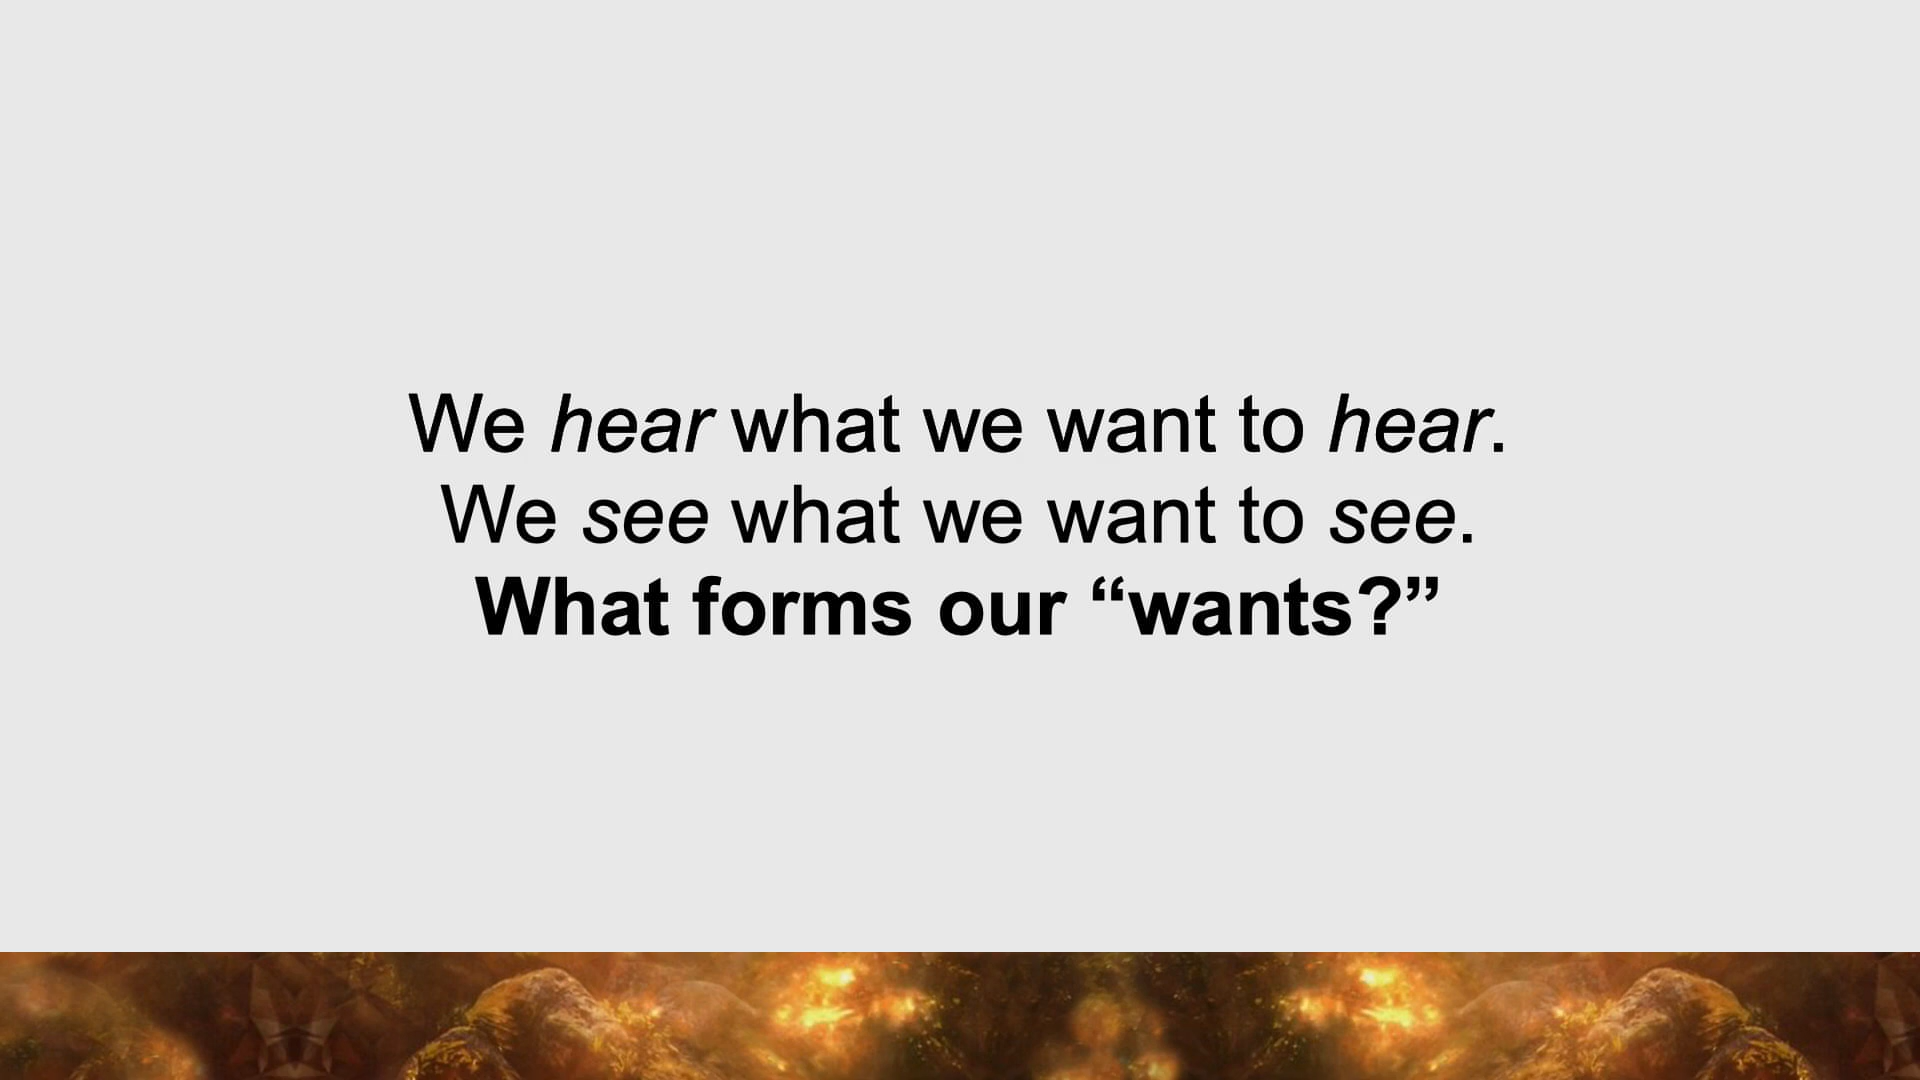 We hear what we want to hear.
We see what we want to see.
What forms our “wants?”